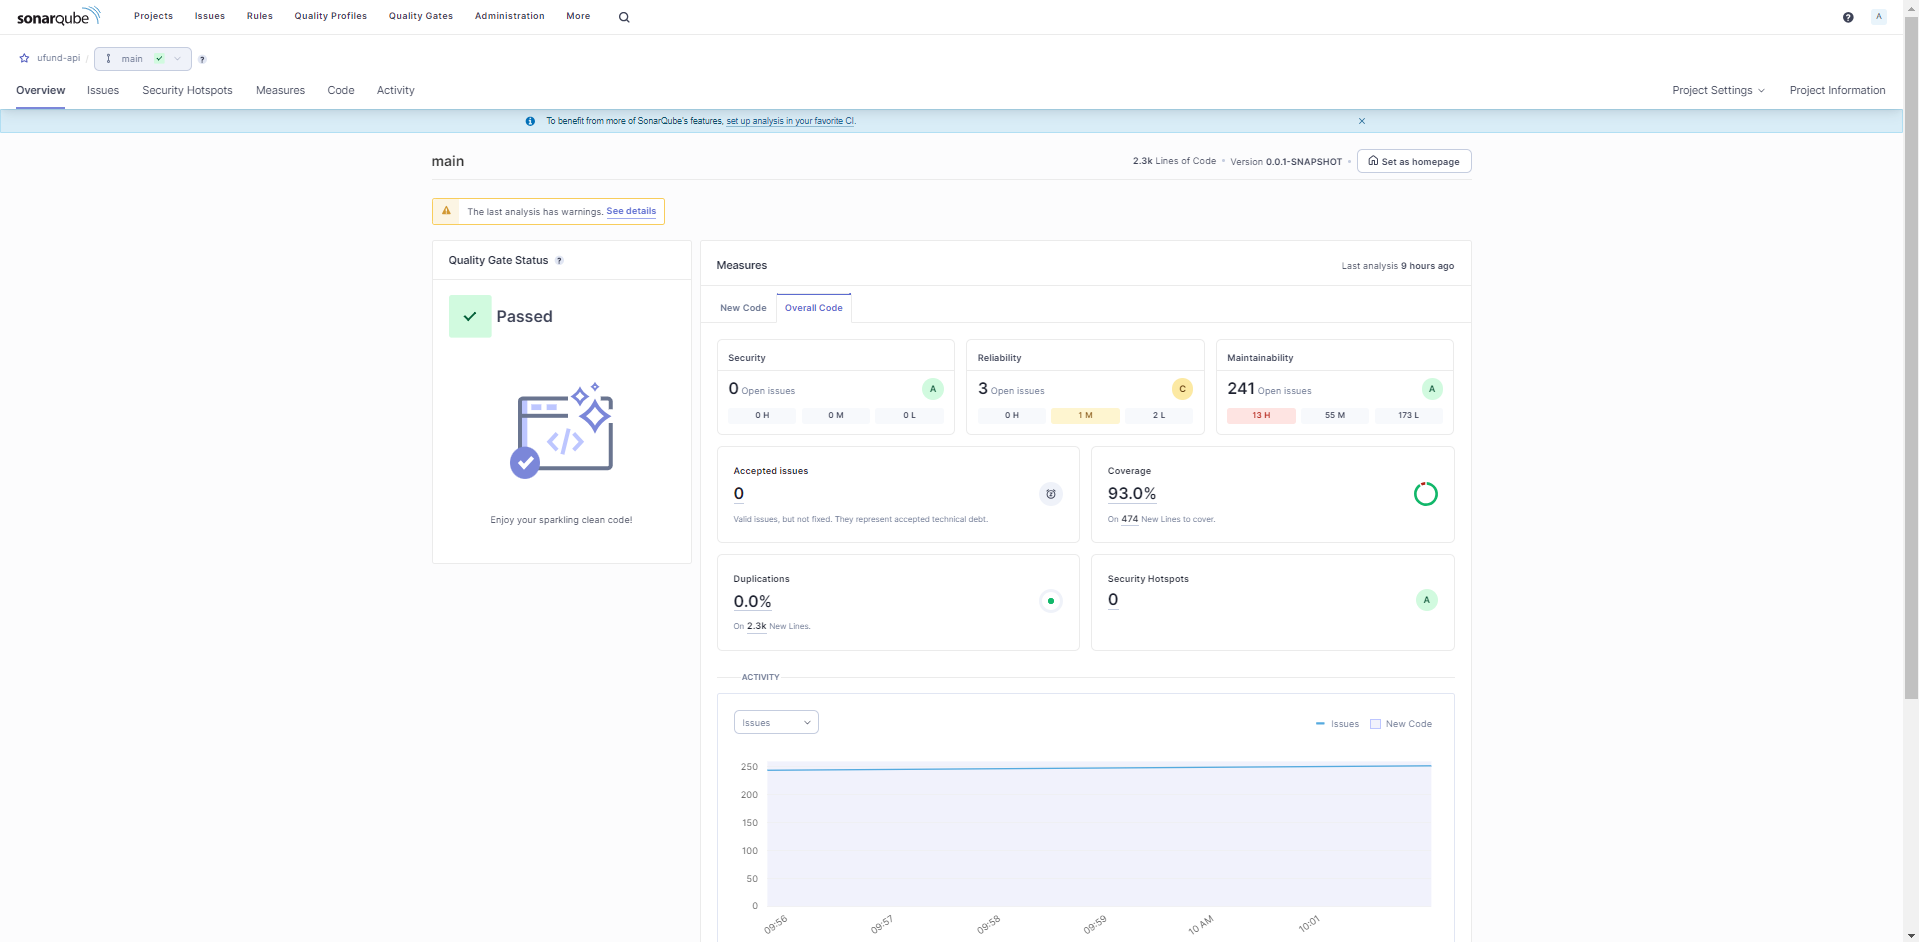 sonarqube Projects Issues Rules Quality Profiles Quality Gates Administration More ? A
ufund-api / main ?
Overview Issues Security Hotspots Measures Code Activity Project Settings Project Information
To benefit from more of SonarQube's features, set up analysis in your favorite CI.
main 2.3k Lines of Code • Version 0.0.1-SNAPSHOT • Set as homepage
The last analysis has warnings. See details
Quality Gate Status ?
Passed
Enjoy your sparkling clean code!
Measures Last analysis 9 hours ago
New Code Overall Code
Security
0 Open issues A
0 H 0 M 0 L
Reliability
3 Open issues C
0 H 1 M 2 L
Maintainability
241 Open issues A
13 H 55 M 173 L
Accepted issues
0
Valid issues, but not fixed. They represent accepted technical debt.
Coverage
93.0%
On 474 New Lines to cover.
Duplications
0.0%
On 2.3k New Lines.
Security Hotspots
0 A
ACTIVITY
Issues
Issues New Code
250
200
150
100
50
0
09:56 09:57 09:58 09:59 10 AM 10:01